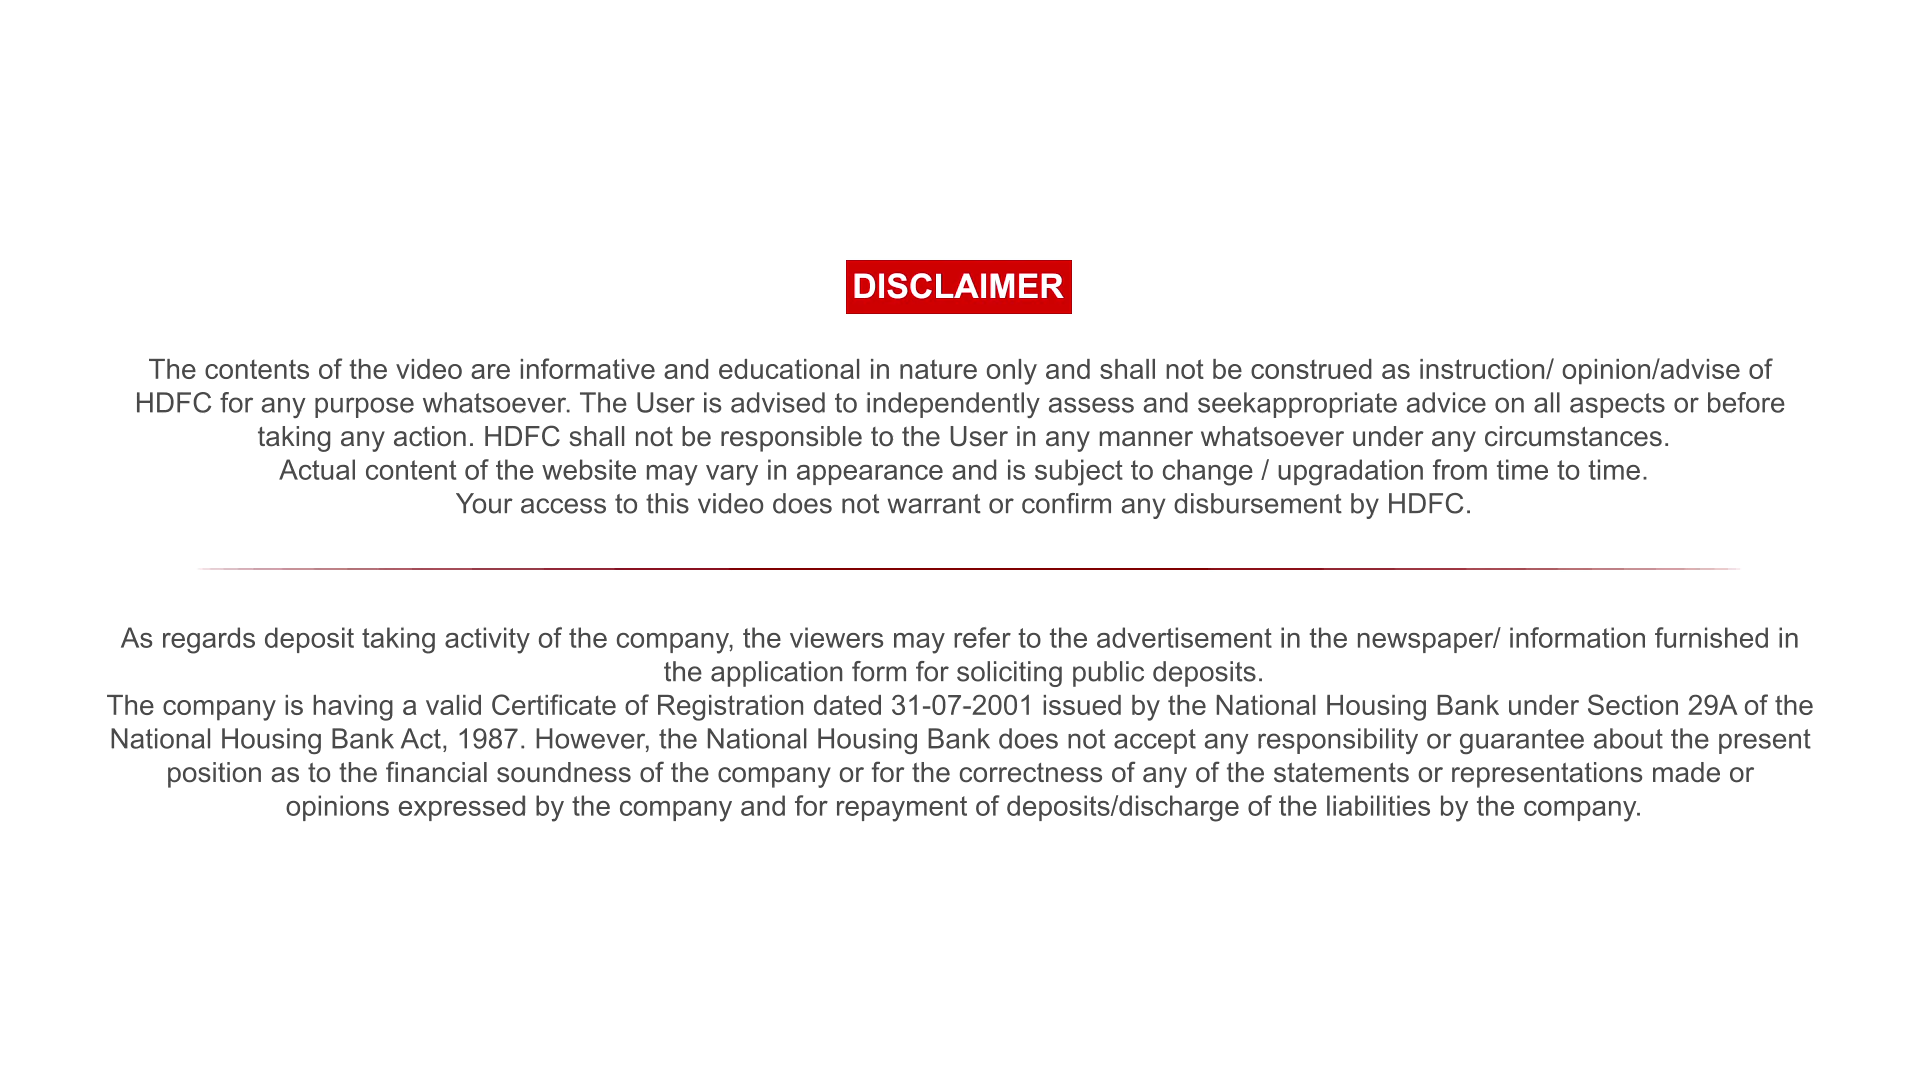 DISCLAIMER
The contents of the video are informative and educational in nature only and shall not be construed as instruction/ opinion/advise of
HDFC for any purpose whatsoever. The User is advised to independently assess and seekappropriate advice on all aspects or before
taking any action. HDFC shall not be responsible to the User in any manner whatsoever under any circumstances.
Actual content of the website may vary in appearance and is subject to change / upgradation from time to time.
Your access to this video does not warrant or confirm any disbursement by HDFC.
As regards deposit taking activity of the company, the viewers may refer to the advertisement in the newspaper/ information furnished in
the application form for soliciting public deposits.
The company is having a valid Certificate of Registration dated 31-07-2001 issued by the National Housing Bank under Section 29A of the
National Housing Bank Act, 1987. However, the National Housing Bank does not accept any responsibility or guarantee about the present
position as to the financial soundness of the company or for the correctness of any of the statements or representations made or
opinions expressed by the company and for repayment of deposits/discharge of the liabilities by the company.